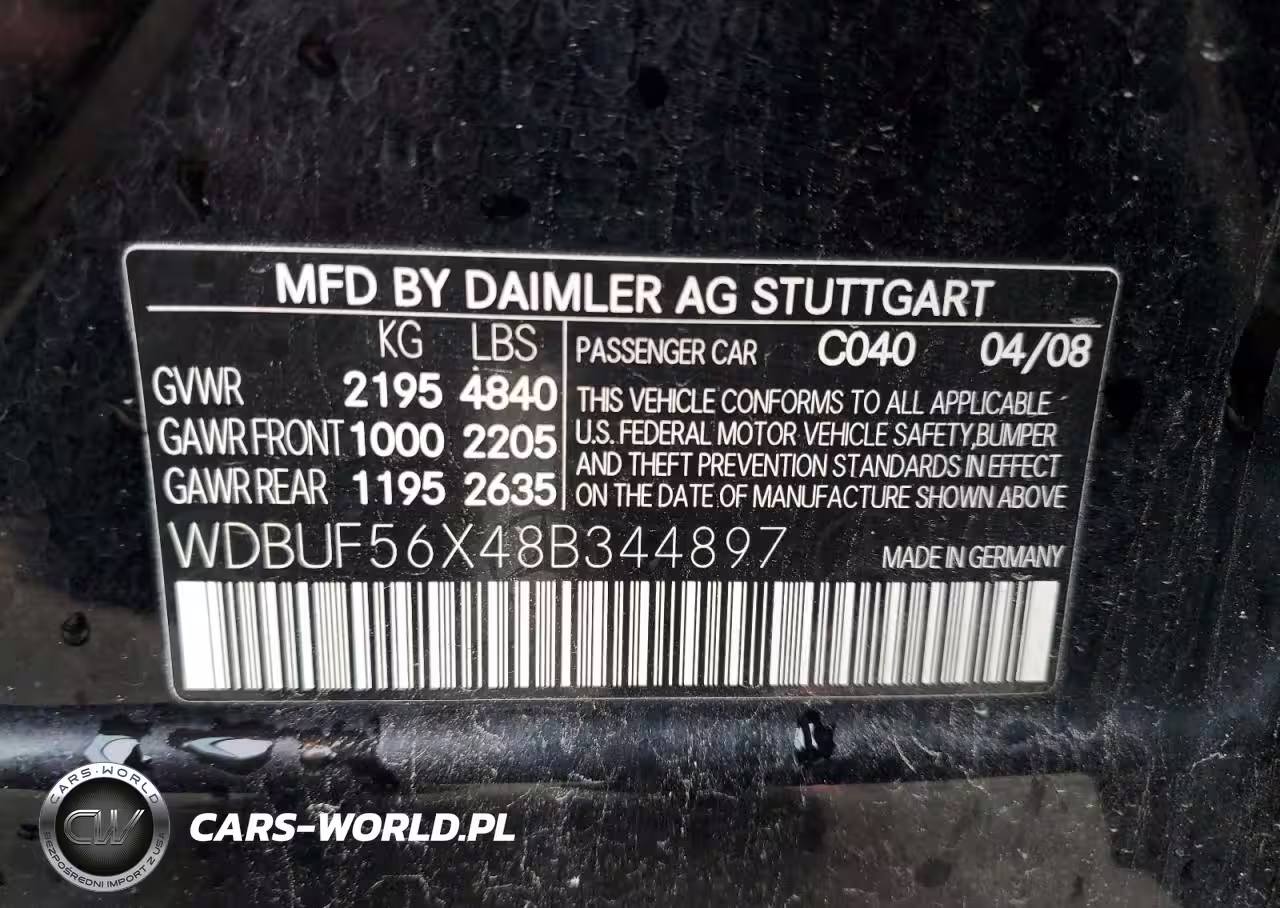 MFD BY DAIMLER AG STUTTGART
KG LBS
GVWR 2195 4840
GAWR FRONT 1000 2205
GAWR REAR 1195 2635
PASSENGER CAR C040 04/08
THIS VEHICLE CONFORMS TO ALL APPLICABLE
U.S. FEDERAL MOTOR VEHICLE SAFETY, BUMPER
AND THEFT PREVENTION STANDARDS IN EFFECT
ON THE DATE OF MANUFACTURE SHOWN ABOVE
WDBUF56X48B344897
MADE IN GERMANY
CARS-WORLD
CW
BEZPOŚREDNI IMPORT Z USA
CARS-WORLD.PL